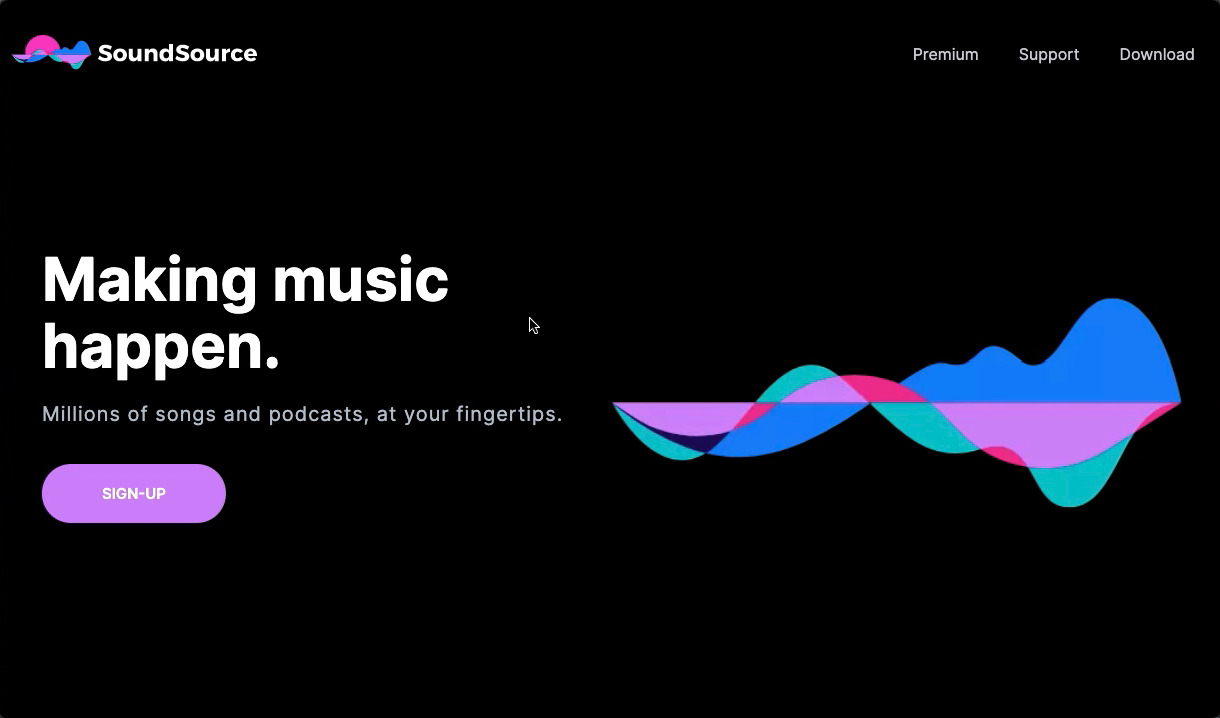 SoundSource
Premium
Support
Download
Making music
happen.
Millions of songs and podcasts, at your fingertips.
SIGN-UP